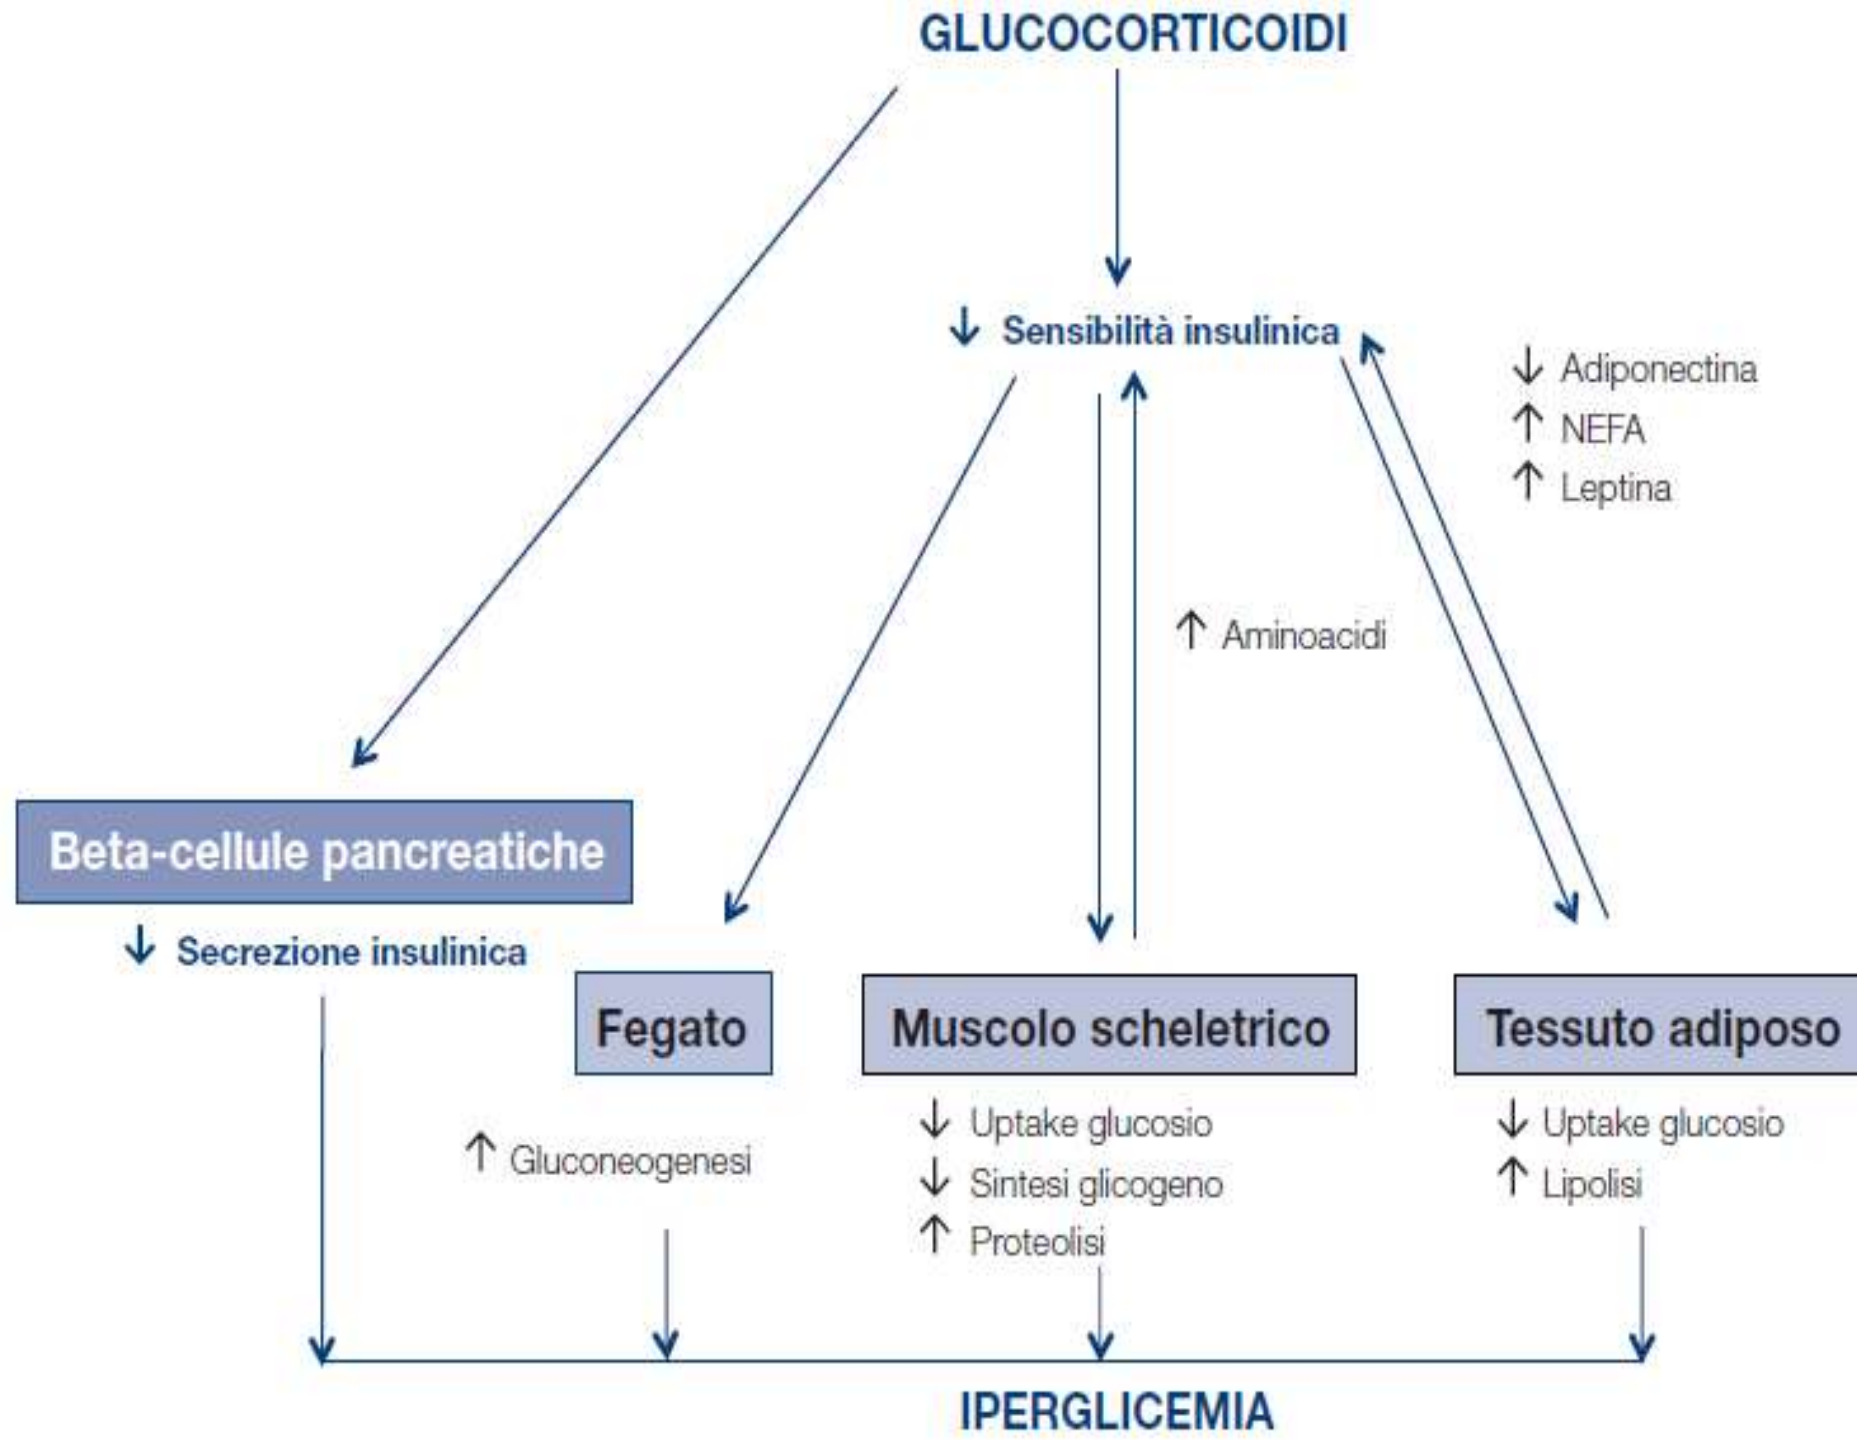 GLUCOCORTICOIDI
↓ Sensibilità insulinica
↓ Adiponectina
↑ NEFA
↑ Leptina
↑ Aminoacidi
Beta-cellule pancreatiche
↓ Secrezione insulinica
Fegato
↑ Gluconeogenesi
Muscolo scheletrico
↓ Uptake glucosio
↓ Sintesi glicogeno
↑ Proteolisi
Tessuto adiposo
↓ Uptake glucosio
↑ Lipolisi
IPERGLICEMIA